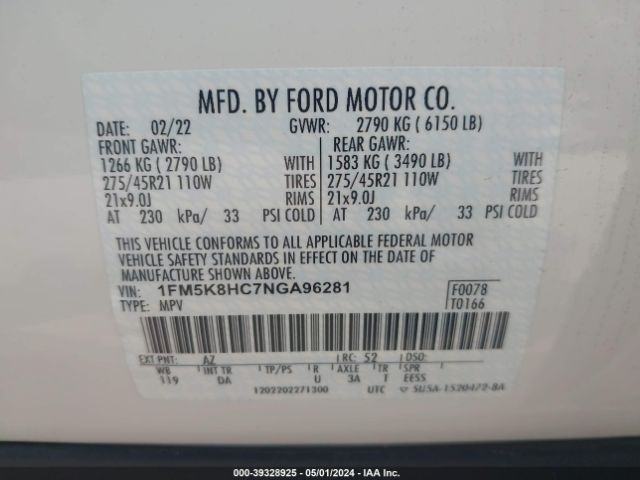 MFD. BY FORD MOTOR CO.
DATE: 02/22 GVWR: 2790 KG ( 6150 LB)
FRONT GAWR: REAR GAWR:
1266 KG ( 2790 LB) WITH 1583 KG ( 3490 LB) WITH
275/45R21 110W TIRES 275/45R21 110W TIRES
21x9.0J RIMS 21x9.0J RIMS
AT 230 kPa/ 33 PSI COLD AT 230 kPa/ 33 PSI COLD
THIS VEHICLE CONFORMS TO ALL APPLICABLE FEDERAL MOTOR
VEHICLE SAFETY STANDARDS IN EFFECT ON THE DATE OF
MANUFACTURE SHOWN ABOVE.
VIN: 1FM5K8HC7NGA96281 F0078
TYPE: MPV T0166
EXT PNT: AZ RC: 52 DSO:
WB INT TR TP/PS R AXLE TR SPR
119 DA U 3A T EESS
1202202271300 UTC SU5A-1520472-BA
000-39328925 - 05/01/2024 - IAAI.CA